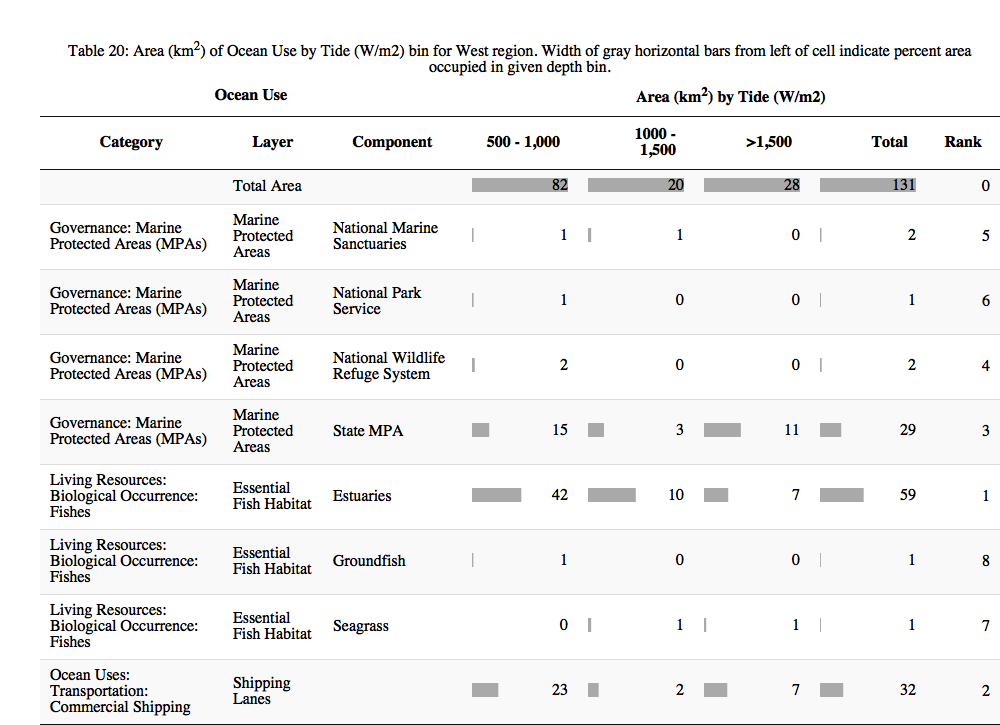 Table 20: Area (km2) of Ocean Use by Tide (W/m2) bin for West region. Width of gray horizontal bars from left of cell indicate percent area
occupied in given depth bin.
Ocean Use Area (km2) by Tide (W/m2)
Category Layer Component 500 - 1,000 1000 - 1,500 >1,500 Total Rank
Total Area 82 20 28 131 0
Governance: Marine Protected Areas (MPAs) Marine Protected Areas National Marine Sanctuaries 1 1 0 2 5
Governance: Marine Protected Areas (MPAs) Marine Protected Areas National Park Service 1 0 0 1 6
Governance: Marine Protected Areas (MPAs) Marine Protected Areas National Wildlife Refuge System 2 0 0 2 4
Governance: Marine Protected Areas (MPAs) Marine Protected Areas State MPA 15 3 11 29 3
Living Resources: Biological Occurrence: Fishes Essential Fish Habitat Estuaries 42 10 7 59 1
Living Resources: Biological Occurrence: Fishes Essential Fish Habitat Groundfish 1 0 0 1 8
Living Resources: Biological Occurrence: Fishes Essential Fish Habitat Seagrass 0 1 1 1 7
Ocean Uses: Transportation: Commercial Shipping Shipping Lanes 23 2 7 32 2